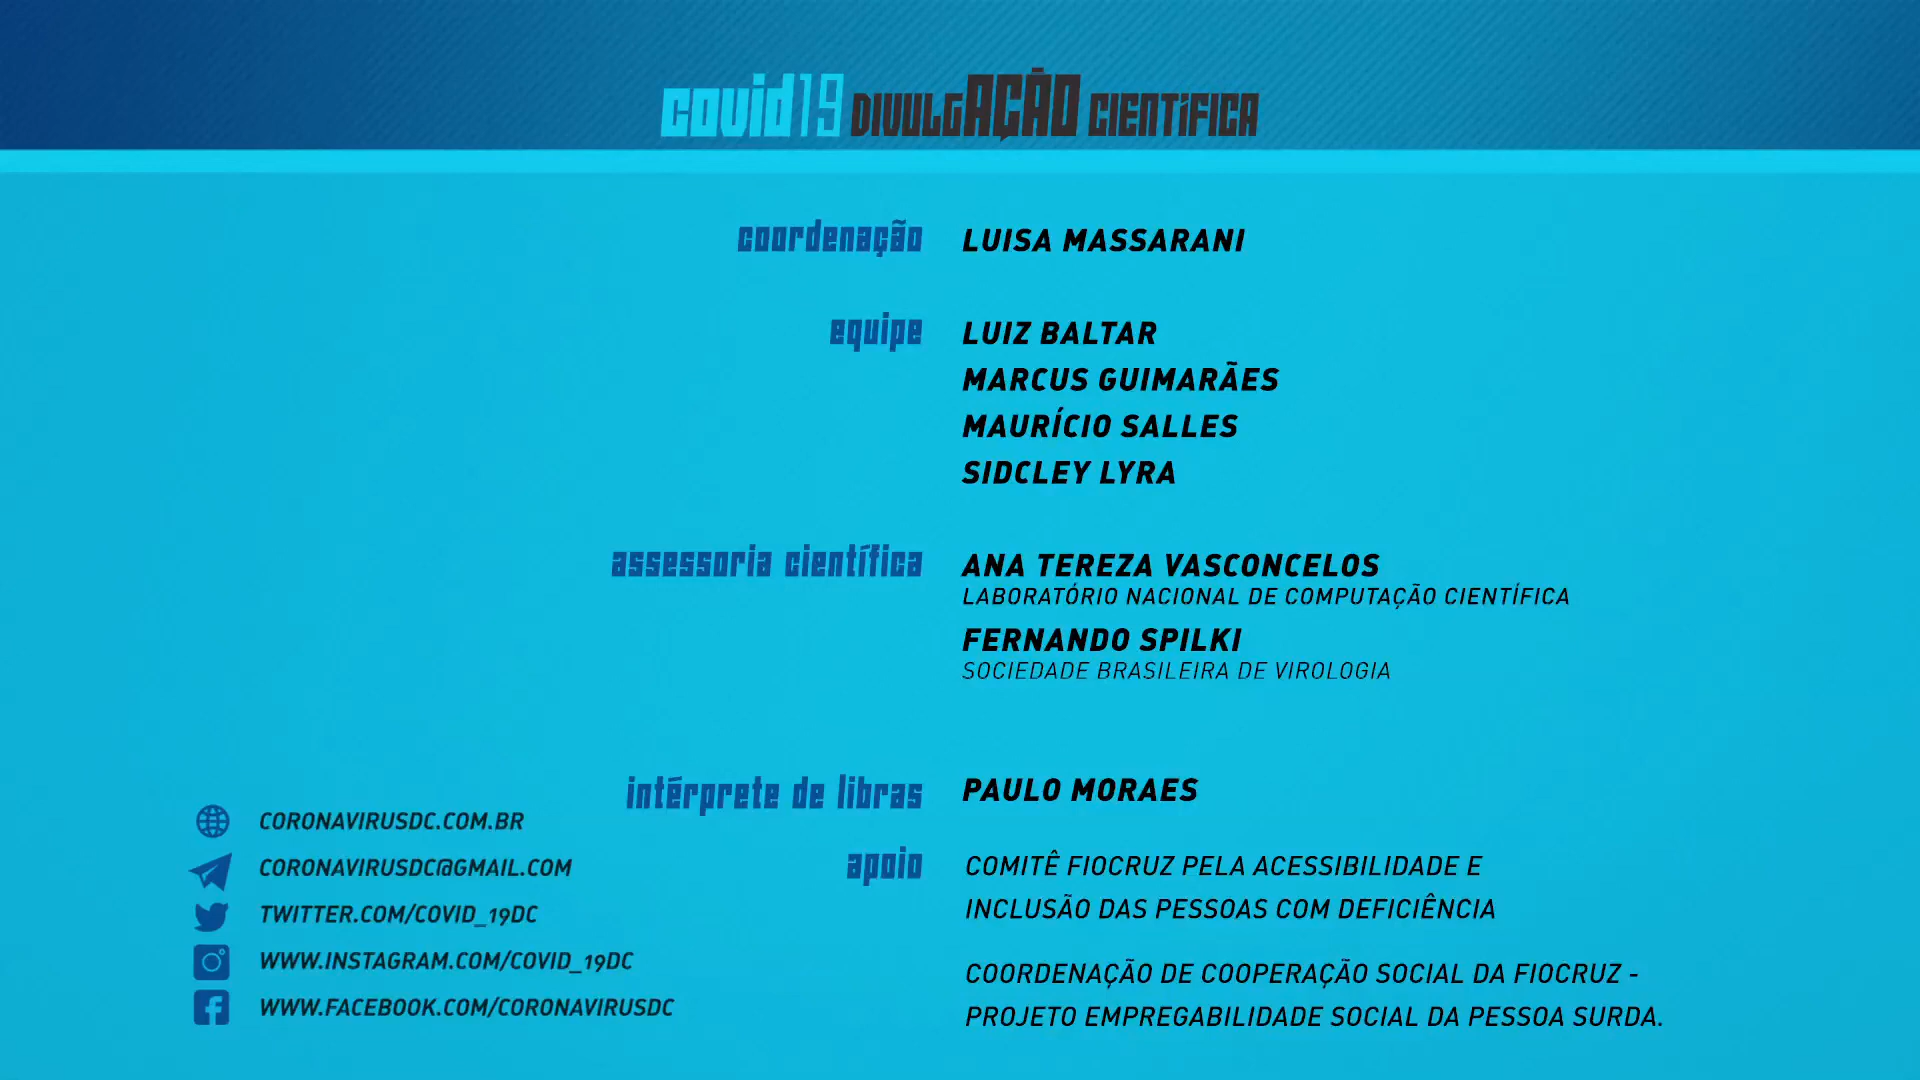 covid19 DIVULGAÇÃO CIENTÍFICA
coordenação LUISA MASSARANI
equipe LUIZ BALTAR
MARCUS GUIMARÃES
MAURÍCIO SALLES
SIDCLEY LYRA
assessoria científica ANA TEREZA VASCONCELOS
LABORATÓRIO NACIONAL DE COMPUTAÇÃO CIENTÍFICA
FERNANDO SPILKI
SOCIEDADE BRASILEIRA DE VIROLOGIA
intérprete de libras PAULO MORAES
apoio COMITÊ FIOCRUZ PELA ACESSIBILIDADE E
INCLUSÃO DAS PESSOAS COM DEFICIÊNCIA
COORDENAÇÃO DE COOPERAÇÃO SOCIAL DA FIOCRUZ -
PROJETO EMPREGABILIDADE SOCIAL DA PESSOA SURDA.
CORONAVIRUSDC.COM.BR
CORONAVIRUSDC@GMAIL.COM
TWITTER.COM/COVID_19DC
WWW.INSTAGRAM.COM/COVID_19DC
WWW.FACEBOOK.COM/CORONAVIRUSDC